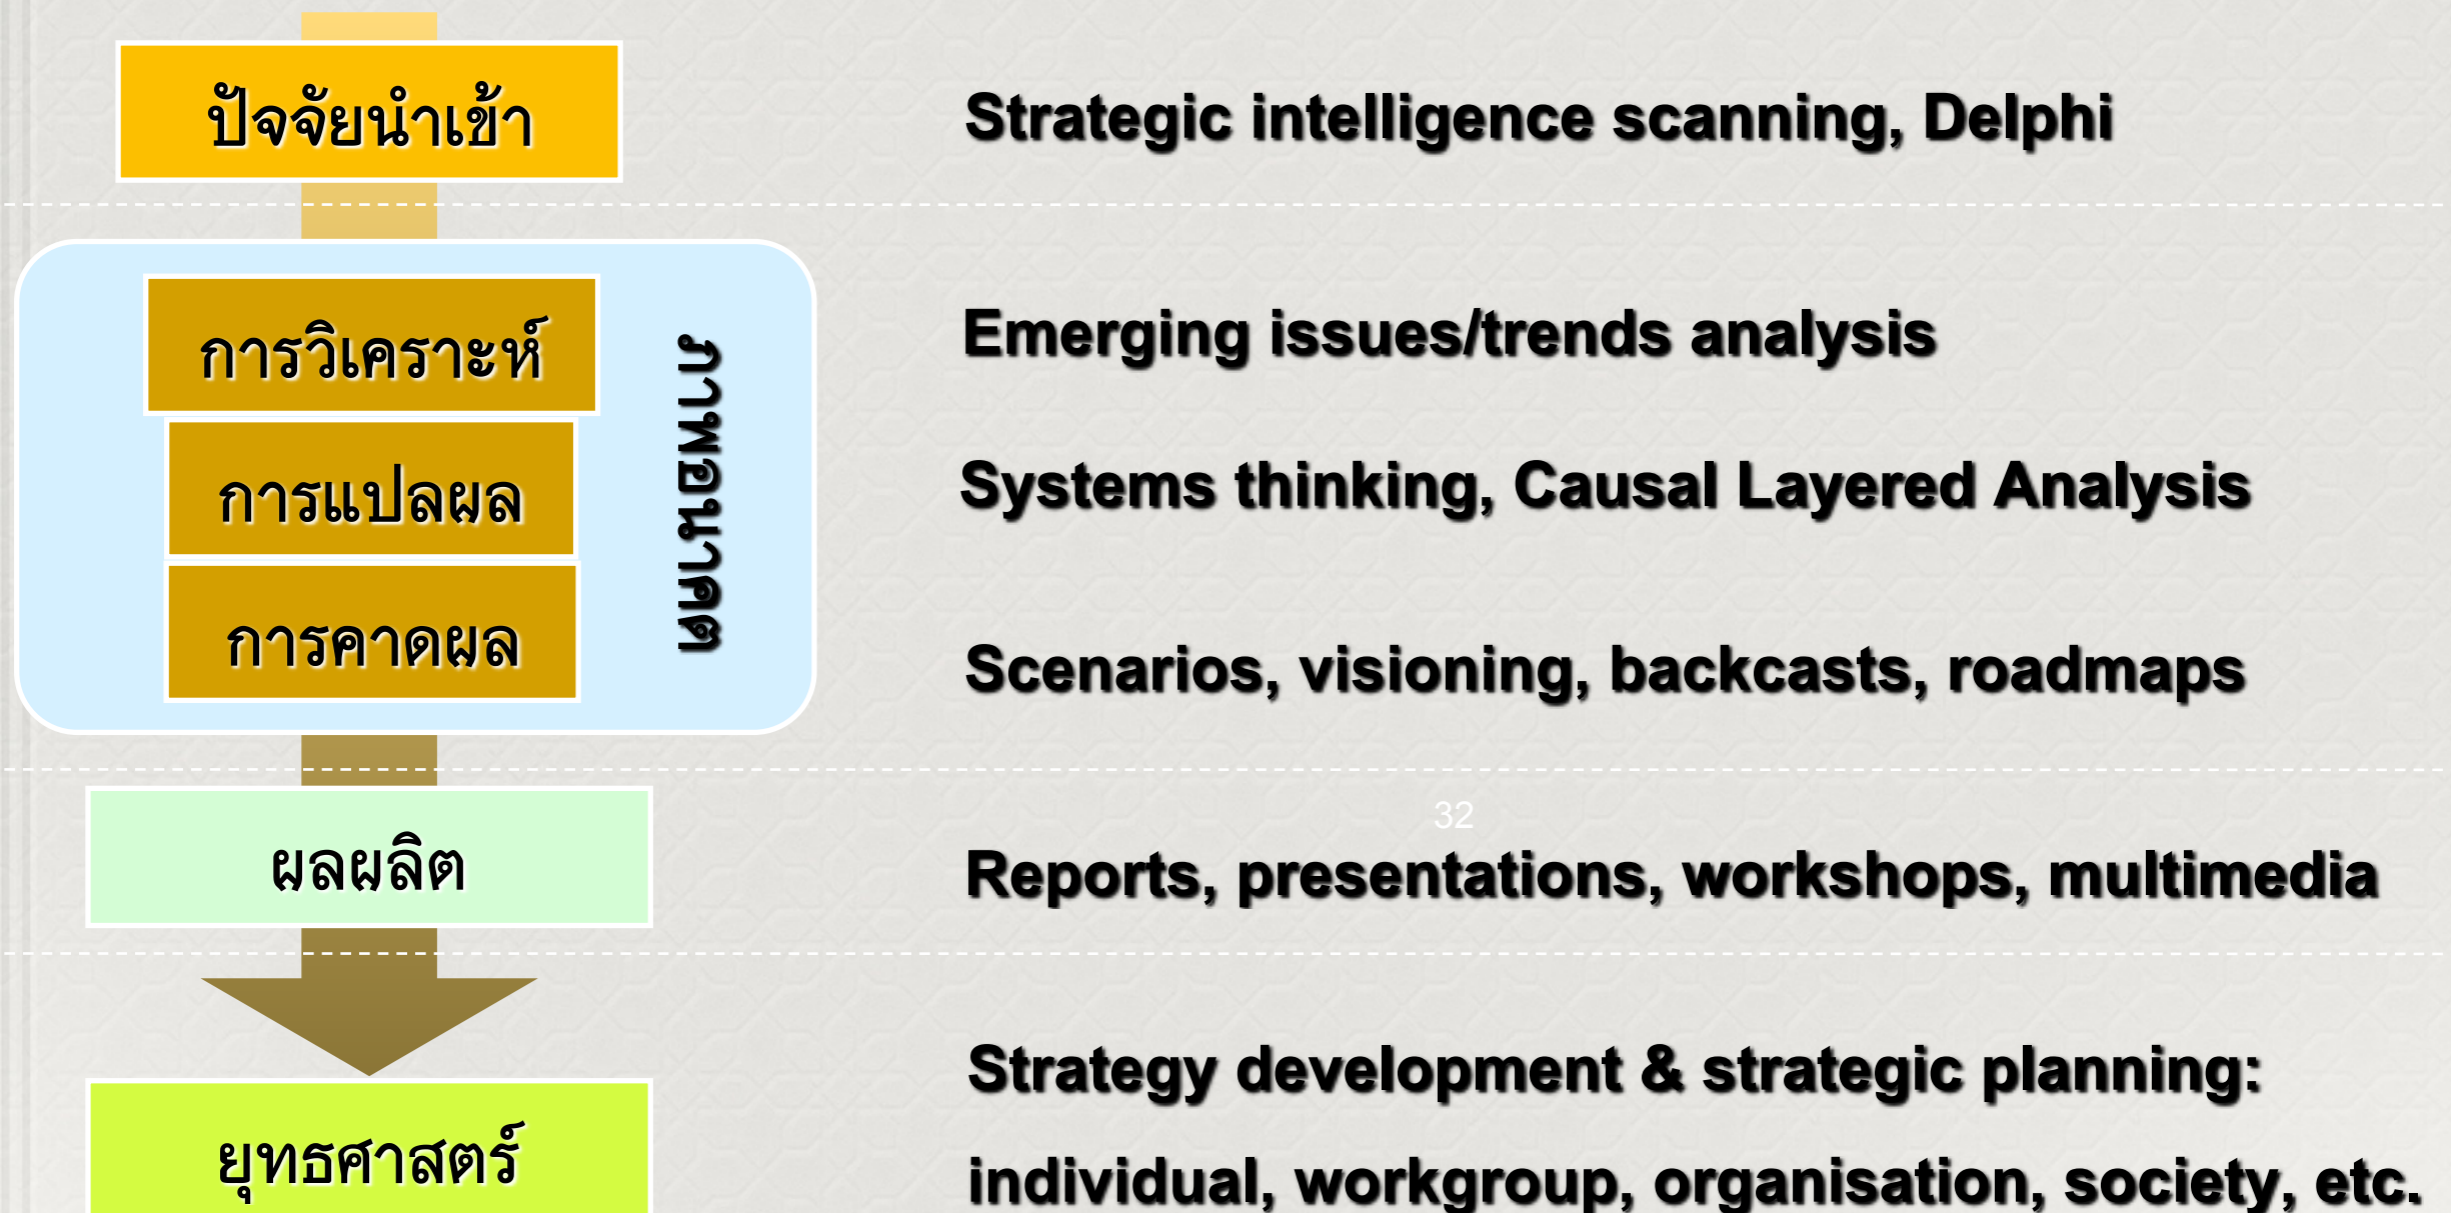 ปัจจัยนำเข้า
Strategic intelligence scanning, Delphi
การวิเคราะห์
Emerging issues/trends analysis
การแปลผล
Systems thinking, Causal Layered Analysis
การคาดผล
Scenarios, visioning, backcasts, roadmaps
ภาพอนาคต
32
ผลผลิต
Reports, presentations, workshops, multimedia
ยุทธศาสตร์
Strategy development & strategic planning:
individual, workgroup, organisation, society, etc.